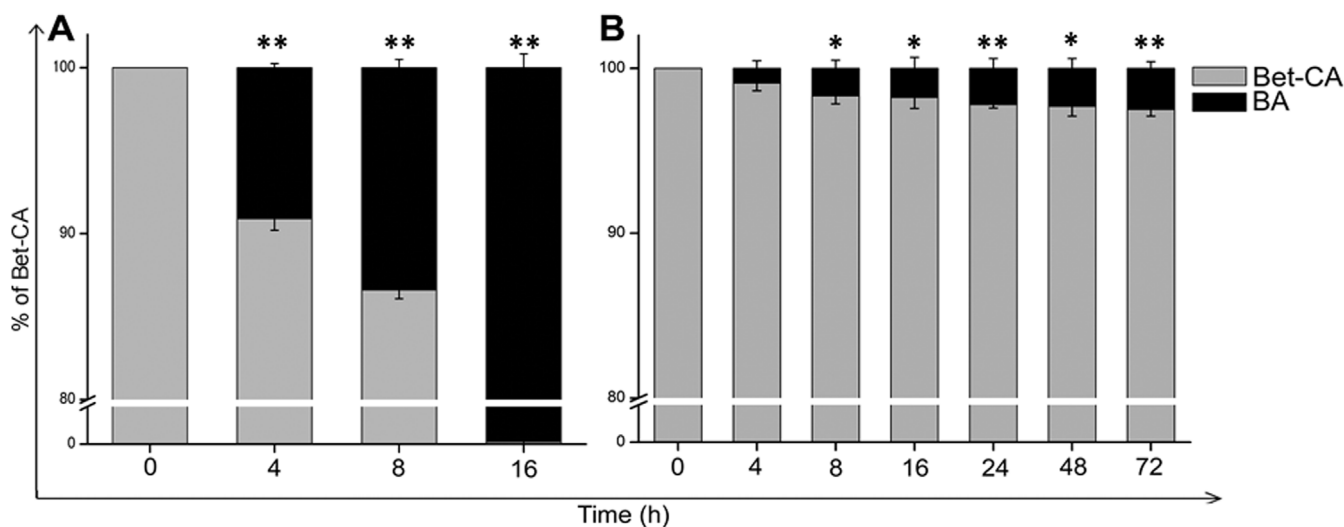 A
** ** **
100
90
80
0
0 4 8 16
B
* * ** * **
100
90
80
0
0 4 8 16 24 48 72
Bet-CA
BA
% of Bet-CA
Time (h)